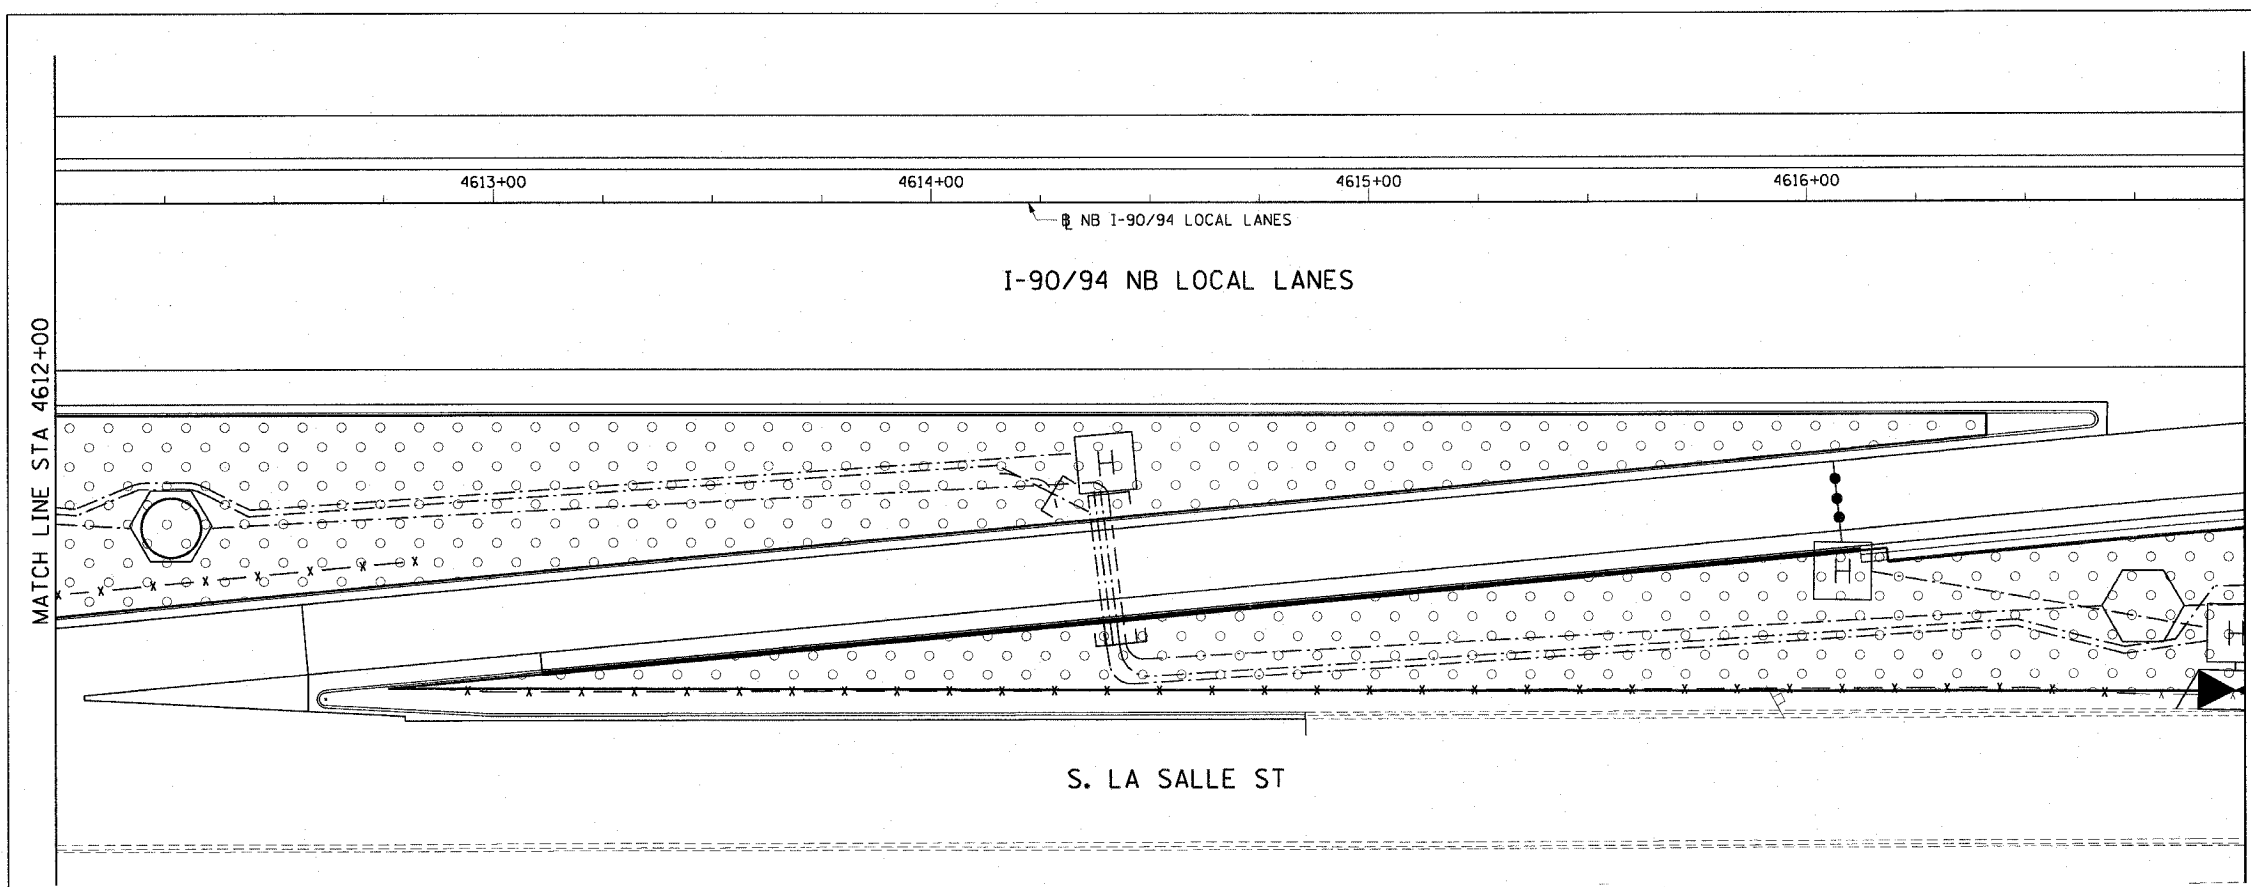 4613+00 4614+00 4615+00 4616+00
℄ NB I-90/94 LOCAL LANES
I-90/94 NB LOCAL LANES
MATCH LINE STA 4612+00
H
H
H
S. LA SALLE ST